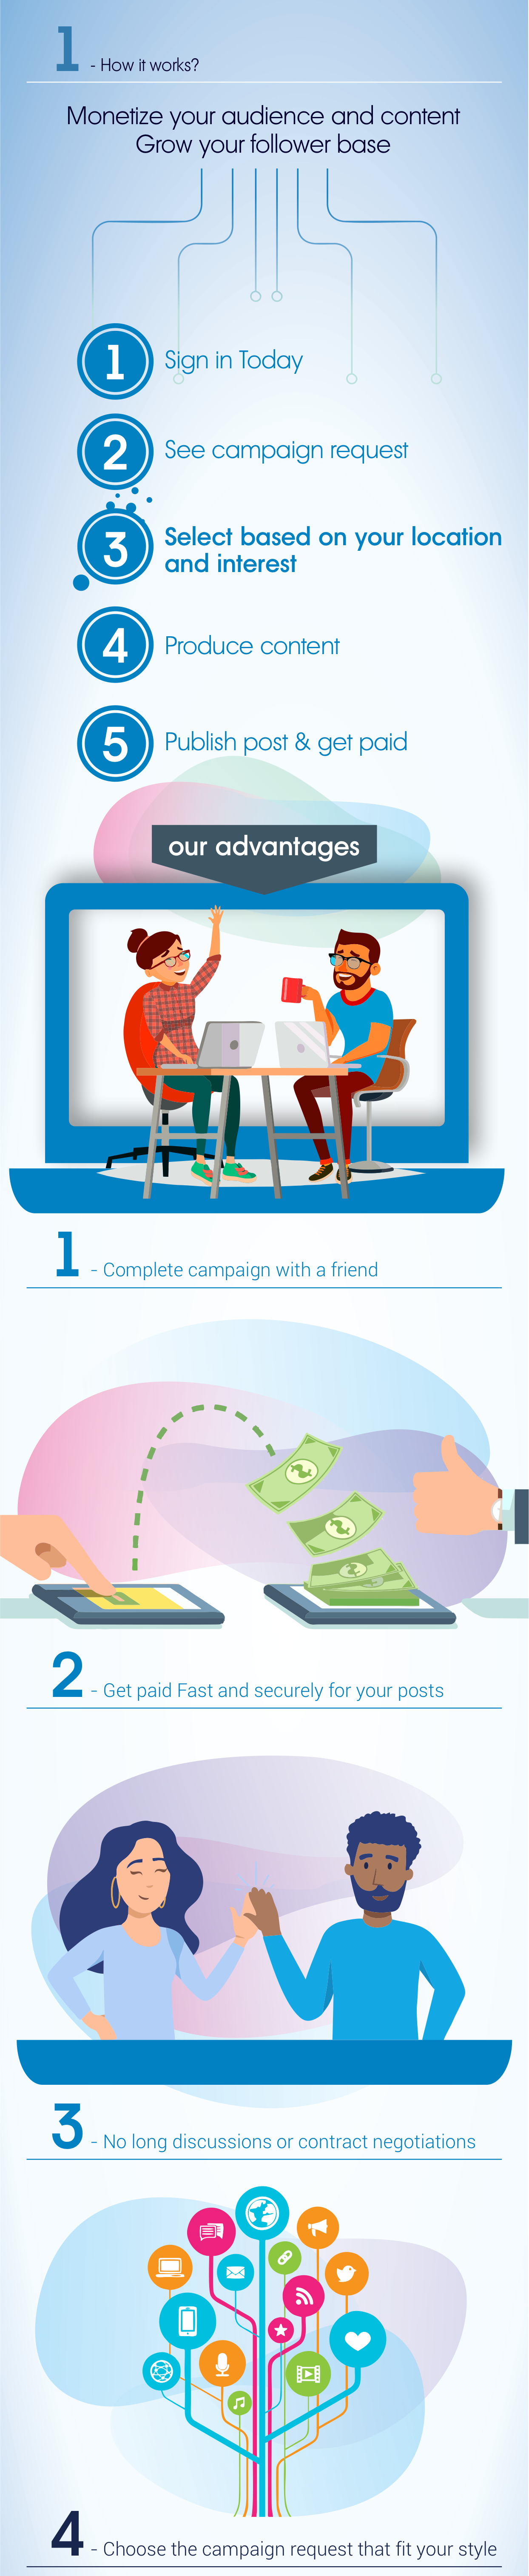 1 - How it works?
Monetize your audience and content
Grow your follower base
1 Sign in Today
2 See campaign request
3 Select based on your location
and interest
4 Produce content
5 Publish post & get paid
our advantages
1 - Complete campaign with a friend
2 - Get paid Fast and securely for your posts
3 - No long discussions or contract negotiations
4 - Choose the campaign request that fit your style